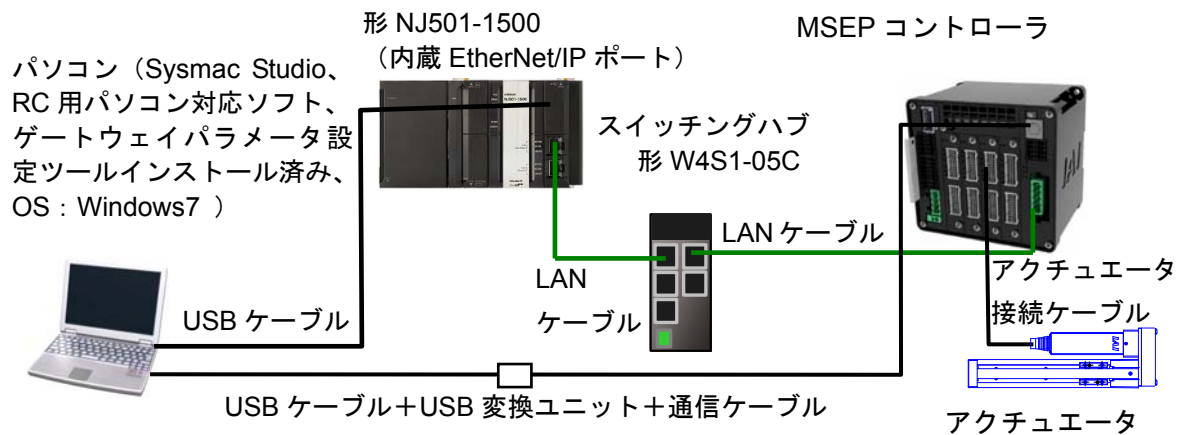 形 NJ501-1500
（内蔵 EtherNet/IP ポート）
MSEP コントローラ
パソコン（Sysmac Studio、
RC 用パソコン対応ソフト、
ゲートウェイパラメータ設
定ツールインストール済み、
OS：Windows7 ）
スイッチングハブ
形 W4S1-05C
LAN ケーブル
LAN
ケーブル
アクチュエータ
接続ケーブル
USB ケーブル
USB ケーブル＋USB 変換ユニット＋通信ケーブル
アクチュエータ
NJ501-1500
IAI